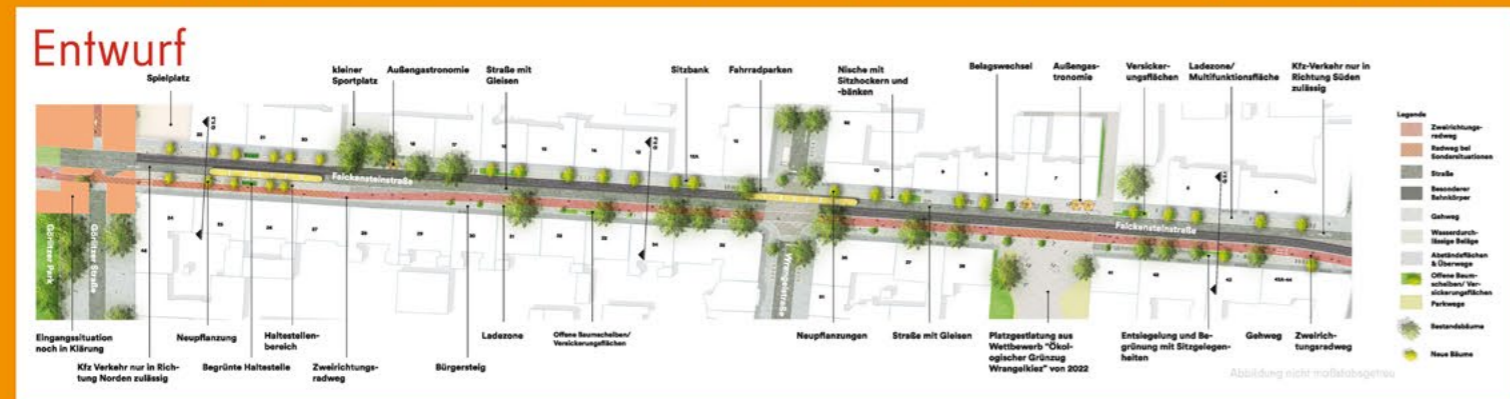 Entwurf
Spielplatz
kleiner
Sportplatz
Außengastronomie
Straße mit
Gleisen
Sitzbank
Fahrradparken
Nische mit
Sitzhockern und
-bänken
Belagswechsel
Außengas-
tronomie
Versicker-
ungsflächen
Ladezone/
Multifunktionsfläche
Kfz-Verkehr nur in
Richtung Süden
zulässig
Falckensteinstraße
Falckensteinstraße
Görlitzer Park
Görlitzer Straße
Wrangelstraße
Eingangssituation
noch in Klärung
Kfz Verkehr nur in Rich-
tung Norden zulässig
Neupflanzung
Begrünte Haltestelle
Haltestellen-
bereich
Zweirichtungs-
radweg
Bürgersteig
Ladezone
Offene Baumscheiben/
Versickerungsflächen
Neupflanzungen
Straße mit Gleisen
Platzgestlatung aus
Wettbewerb "Ökol-
ogischer Grünzug
Wrangelkiez" von 2022
Entsiegelung und Be-
grünung mit Sitzgelegen-
heiten
Gehweg
Zweirich-
tungsradweg
Abbildung nicht maßstabsgetreu
Legende
Zweirichtungs-
radweg
Radweg bei
Sondersituationen
Straße
Besonderer
Bahnkörper
Gehweg
Wasserdurch-
lässige Beläge
Abständflächen
& Überwege
Offene Baum-
scheiben/ Ver-
sickerungsflächen
Parkwege
Bestandsbäume
Neue Bäume